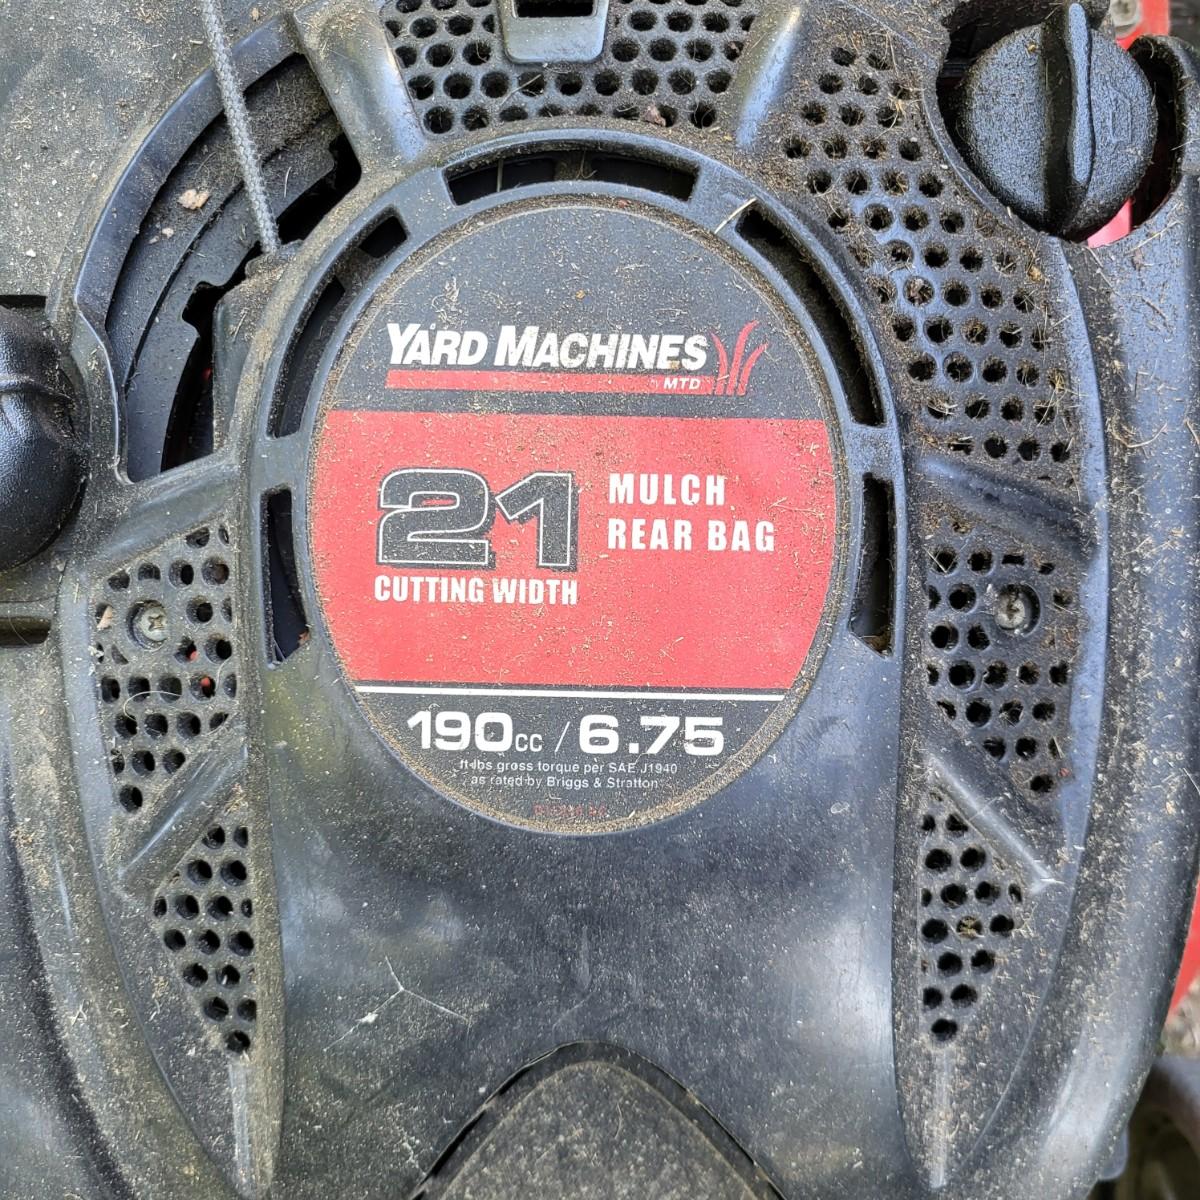 YARD MACHINES
MTD
21
CUTTING WIDTH
MULCH
REAR BAG
190cc / 6.75
ft-lbs gross torque per SAE J1940
as rated by Briggs & Stratton